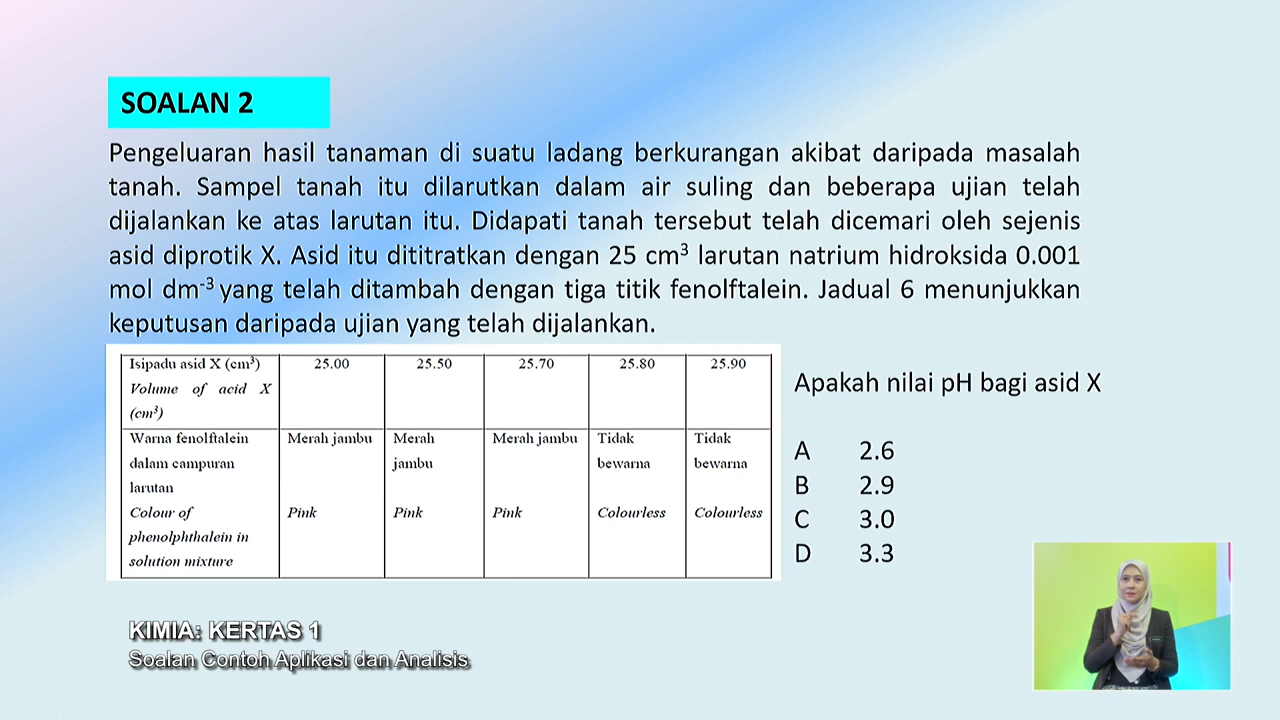 SOALAN 2
Pengeluaran hasil tanaman di suatu ladang berkurangan akibat daripada masalah
tanah. Sampel tanah itu dilarutkan dalam air suling dan beberapa ujian telah
dijalankan ke atas larutan itu. Didapati tanah tersebut telah dicemari oleh sejenis
asid diprotik X. Asid itu dititratkan dengan 25 cm³ larutan natrium hidroksida 0.001
mol dm⁻³ yang telah ditambah dengan tiga titik fenolftalein. Jadual 6 menunjukkan
keputusan daripada ujian yang telah dijalankan.
Isipadu asid X (cm³) 25.00 25.50 25.70 25.80 25.90
Volume of acid X
(cm³)
Warna fenolftalein Merah jambu Merah Merah jambu Tidak Tidak
dalam campuran jambu bewarna bewarna
larutan
Colour of Pink Pink Pink Colourless Colourless
phenolphthalein in
solution mixture
Apakah nilai pH bagi asid X
A 2.6
B 2.9
C 3.0
D 3.3
KIMIA: KERTAS 1
Soalan Contoh Aplikasi dan Analisis